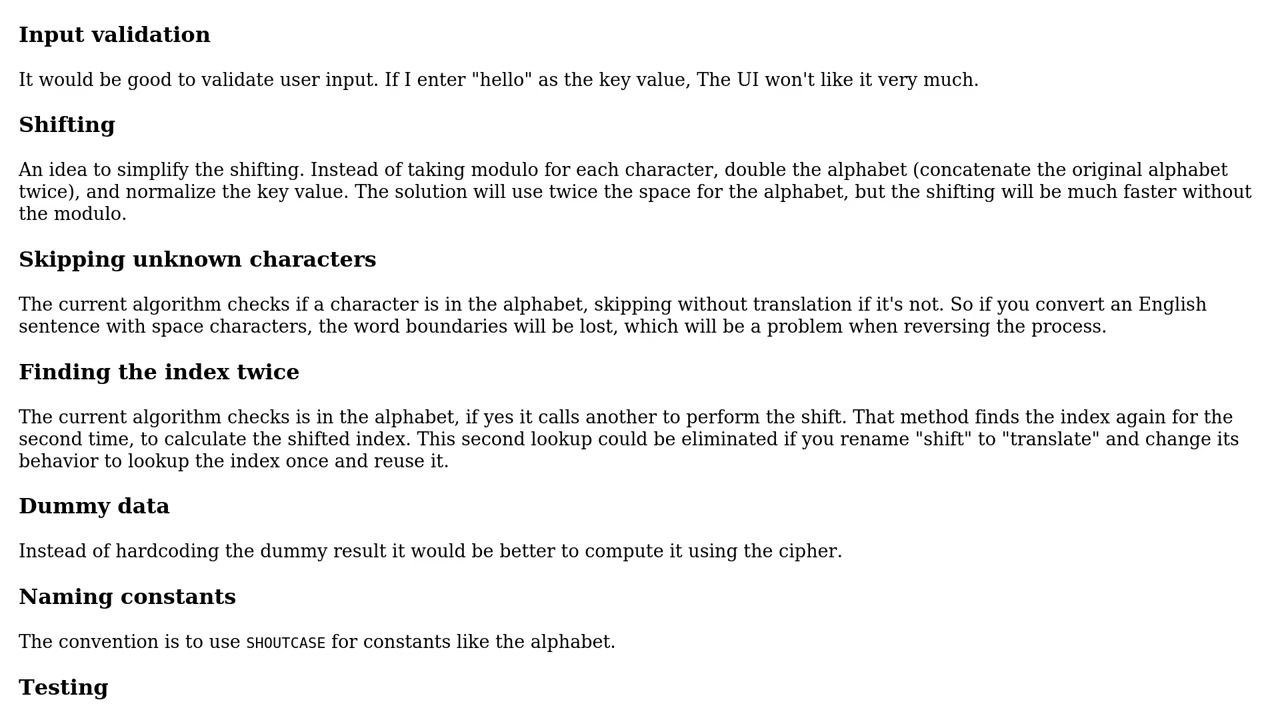 Input validation
It would be good to validate user input. If I enter "hello" as the key value, The UI won't like it very much.
Shifting
An idea to simplify the shifting. Instead of taking modulo for each character, double the alphabet (concatenate the original alphabet
twice), and normalize the key value. The solution will use twice the space for the alphabet, but the shifting will be much faster without
the modulo.
Skipping unknown characters
The current algorithm checks if a character is in the alphabet, skipping without translation if it's not. So if you convert an English
sentence with space characters, the word boundaries will be lost, which will be a problem when reversing the process.
Finding the index twice
The current algorithm checks is in the alphabet, if yes it calls another to perform the shift. That method finds the index again for the
second time, to calculate the shifted index. This second lookup could be eliminated if you rename "shift" to "translate" and change its
behavior to lookup the index once and reuse it.
Dummy data
Instead of hardcoding the dummy result it would be better to compute it using the cipher.
Naming constants
The convention is to use SHOUTCASE for constants like the alphabet.
Testing